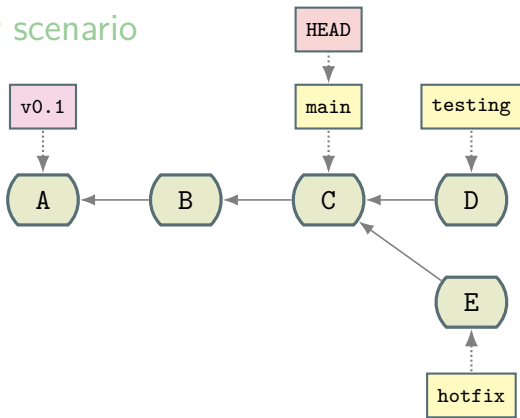 scenario
HEAD
v0.1
main
testing
A
B
C
D
E
hotfix